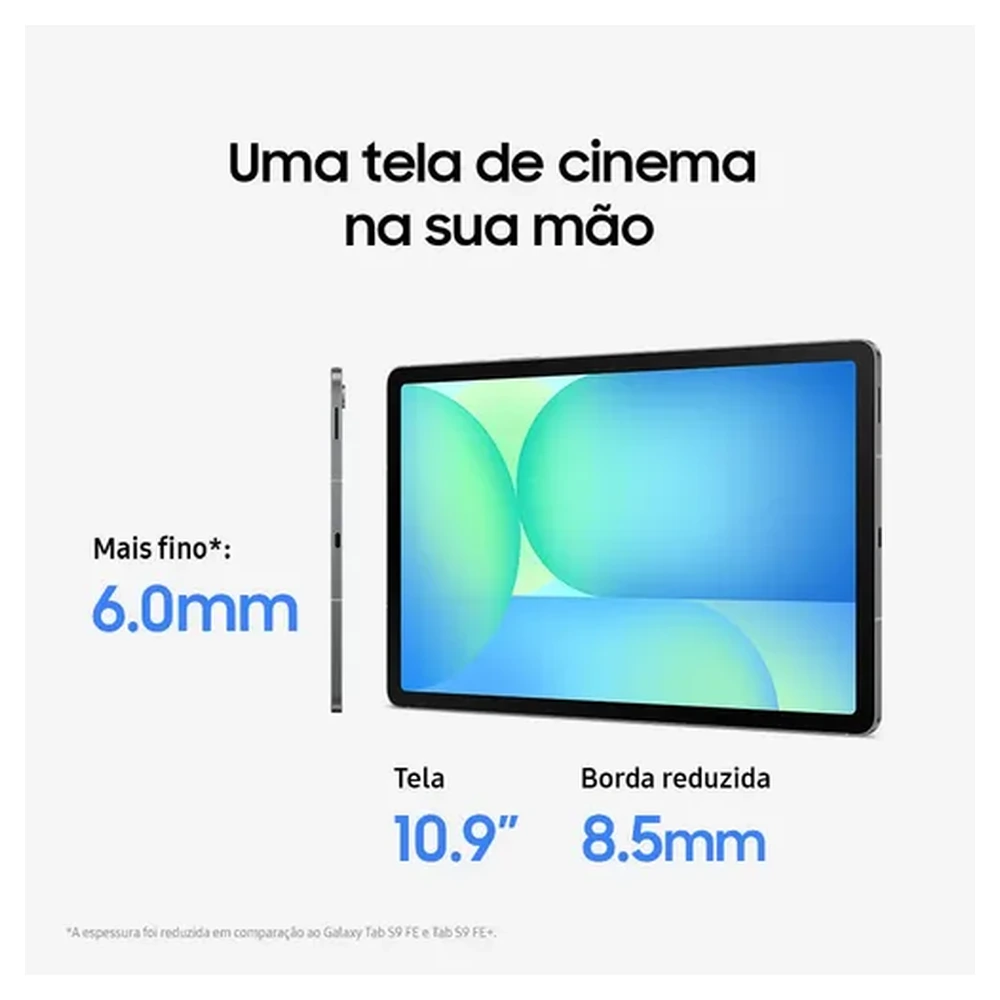 Uma tela de cinema
na sua mão
Mais fino*:
6.0mm
Tela
10.9”
Borda reduzida
8.5mm
*A espessura foi reduzida em comparação ao Galaxy Tab S9 FE e Tab S9 FE+.